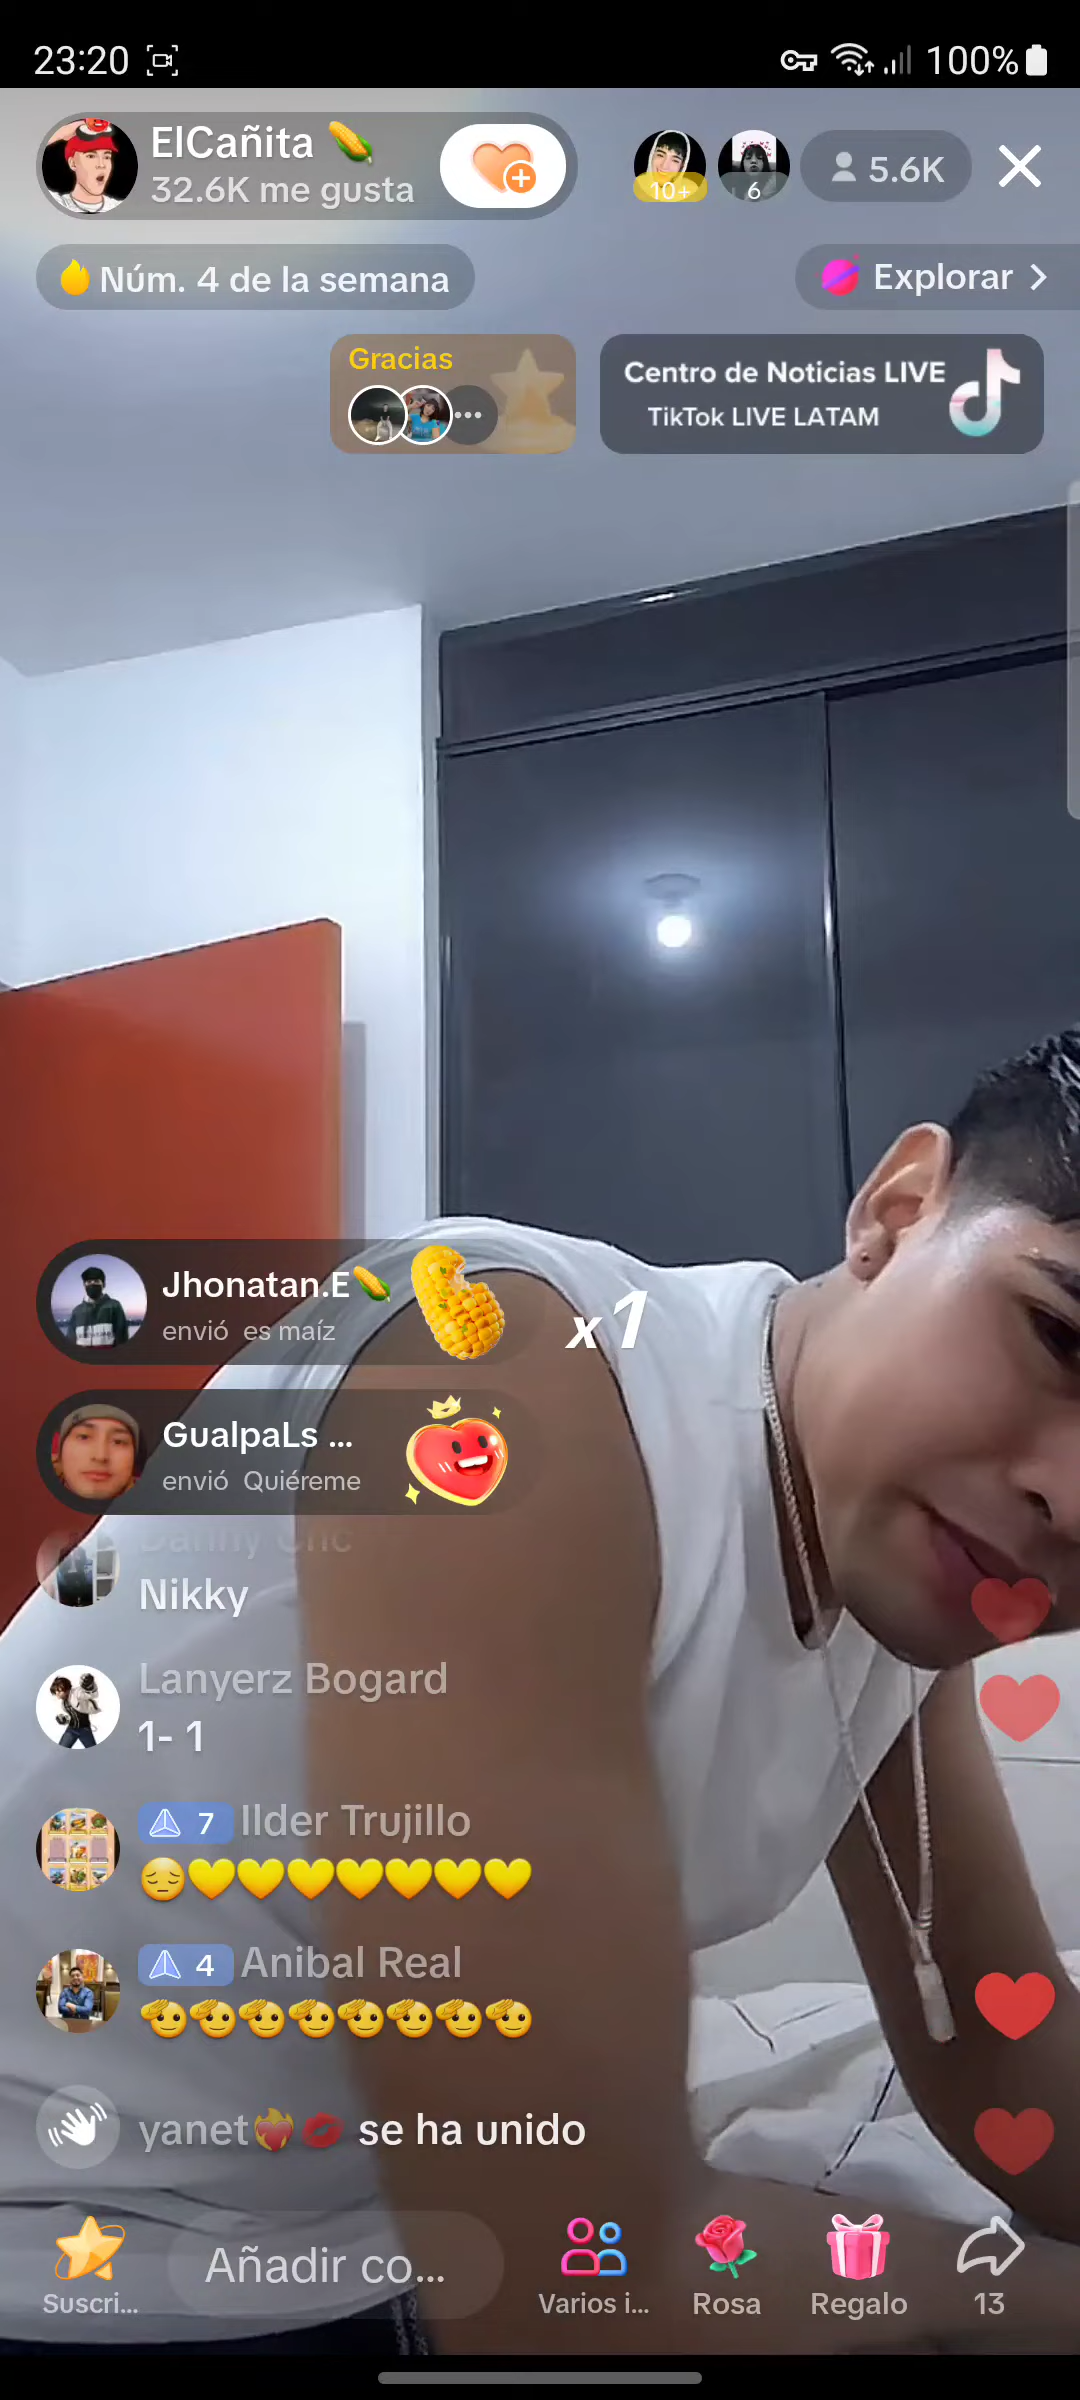 23:20
100%
ElCañita 🌽
32.6K me gusta
10+
6
5.6K
Núm. 4 de la semana
Explorar
Gracias
Centro de Noticias LIVE
TikTok LIVE LATAM
Jhonatan.E🌽
envió es maíz
x1
GualpaLs ...
envió Quiéreme
Danny Cric
Nikky
Lanyerz Bogard
1- 1
7 Ilder Trujillo
😔💛💛💛💛💛💛💛
4 Anibal Real
🫡🫡🫡🫡🫡🫡🫡🫡
yanet❤️‍🔥💋 se ha unido
Añadir co...
Suscri...
Varios i...
Rosa
Regalo
13